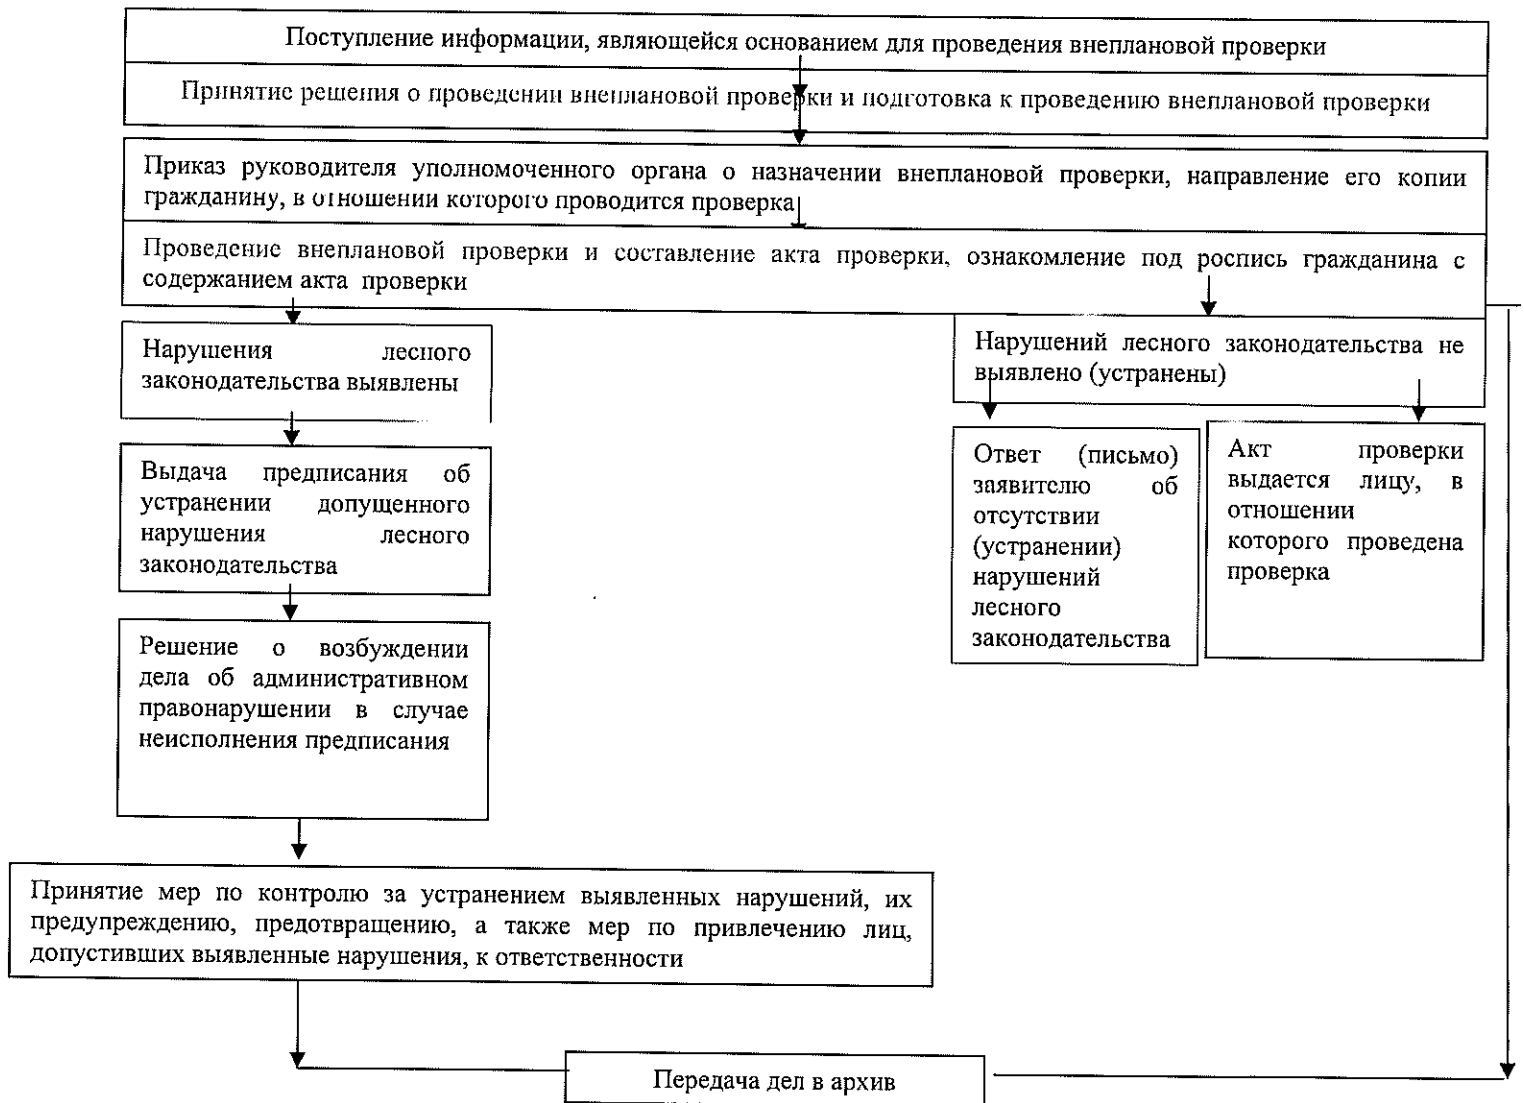 Поступление информации, являющейся основанием для проведения внеплановой проверки
Принятие решения о проведении внеплановой проверки и подготовка к проведению внеплановой проверки
Приказ руководителя уполномоченного органа о назначении внеплановой проверки, направление его копии
гражданину, в отношении которого проводится проверка
Проведение внеплановой проверки и составление акта проверки, ознакомление под роспись гражданина с
содержанием акта проверки
Нарушения лесного
законодательства выявлены
Нарушений лесного законодательства не
выявлено (устранены)
Выдача предписания об
устранении допущенного
нарушения лесного
законодательства
Ответ (письмо)
заявителю об
отсутствии
(устранении)
нарушений
лесного
законодательства
Акт проверки
выдается лицу, в
отношении
которого проведена
проверка
Решение о возбуждении
дела об административном
правонарушении в случае
неисполнения предписания
Принятие мер по контролю за устранением выявленных нарушений, их
предупреждению, предотвращению, а также мер по привлечению лиц,
допустивших выявленные нарушения, к ответственности
Передача дел в архив